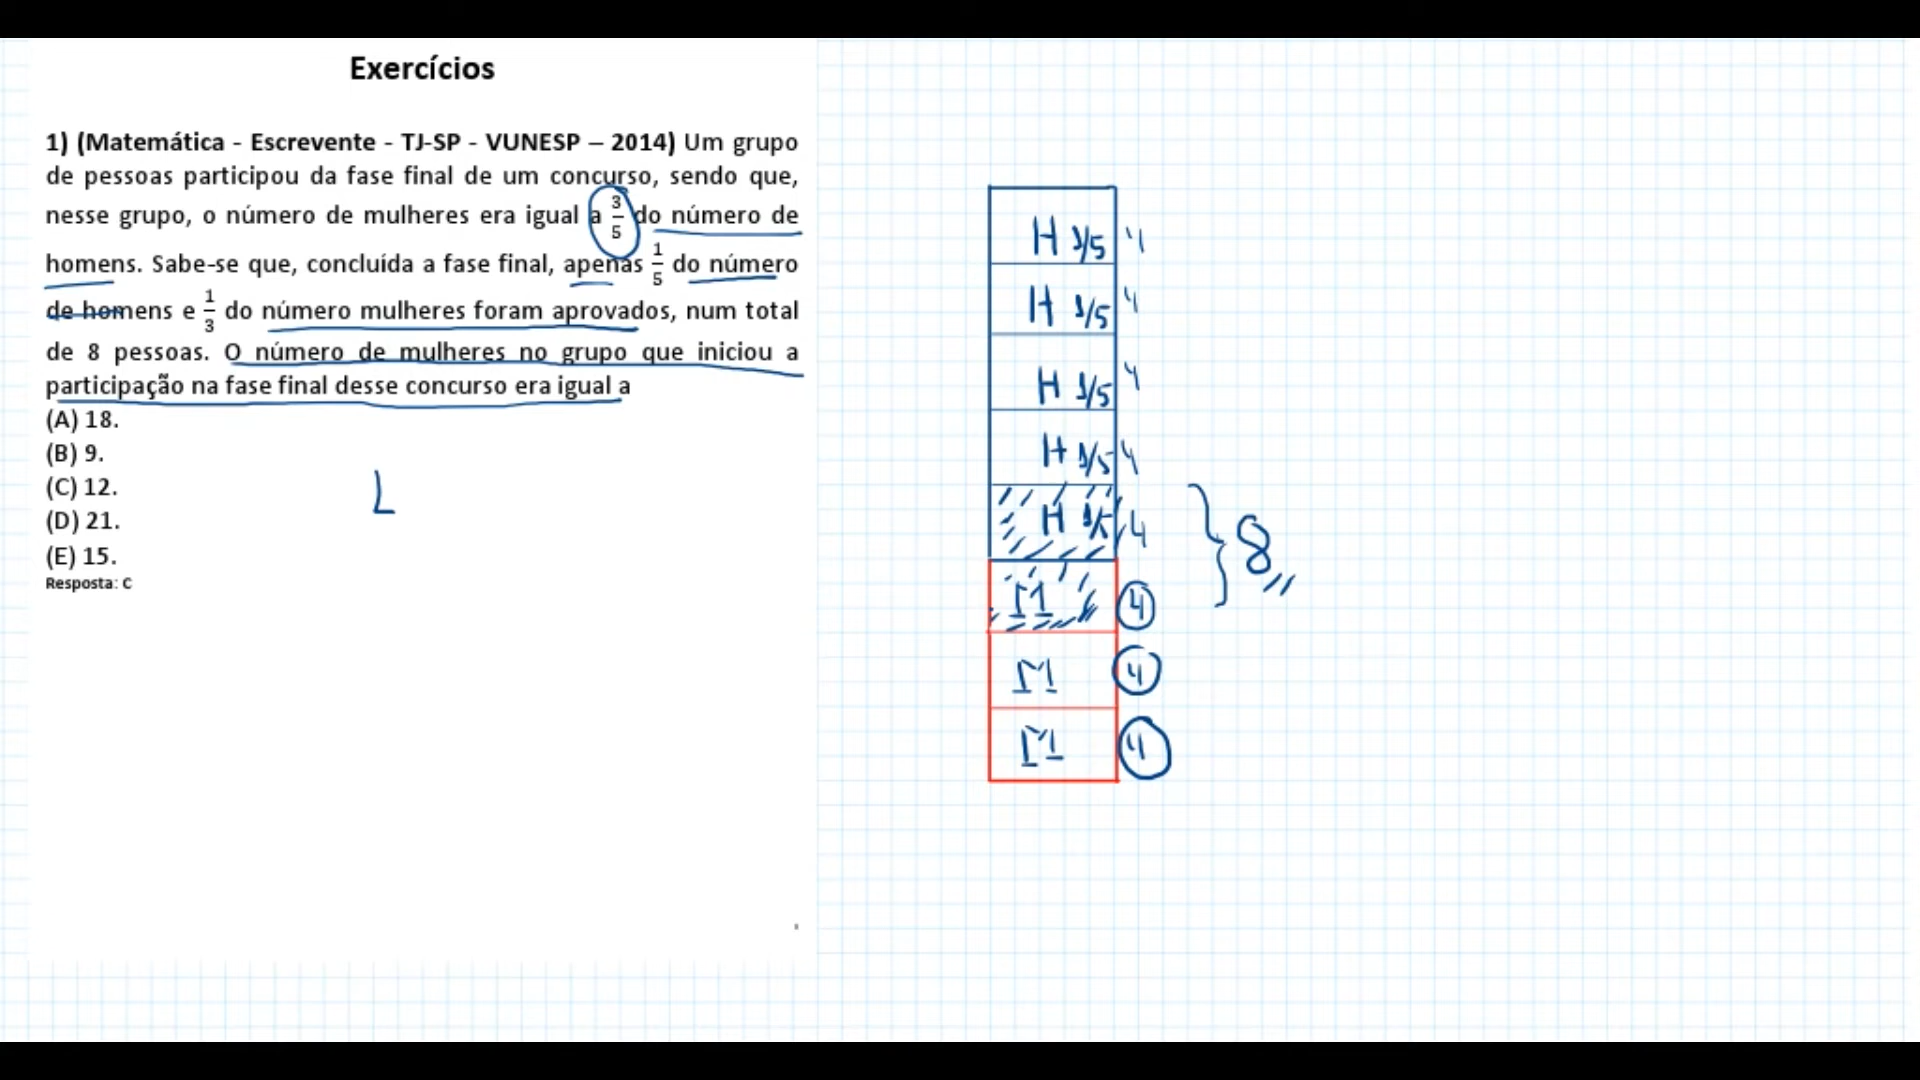 Exercícios
1) (Matemática - Escrevente - TJ-SP - VUNESP – 2014) Um grupo
de pessoas participou da fase final de um concurso, sendo que,
nesse grupo, o número de mulheres era igual a 3/5 do número de
homens. Sabe-se que, concluída a fase final, apenas 1/5 do número
de homens e 1/3 do número mulheres foram aprovados, num total
de 8 pessoas. O número de mulheres no grupo que iniciou a
participação na fase final desse concurso era igual a
(A) 18.
(B) 9.
(C) 12.
(D) 21.
(E) 15.
Resposta: C
L
H 1/5 4
H 1/5 4
H 1/5 4
H 1/5 4
H 1/5 4
8
M 4
M 4
M 4